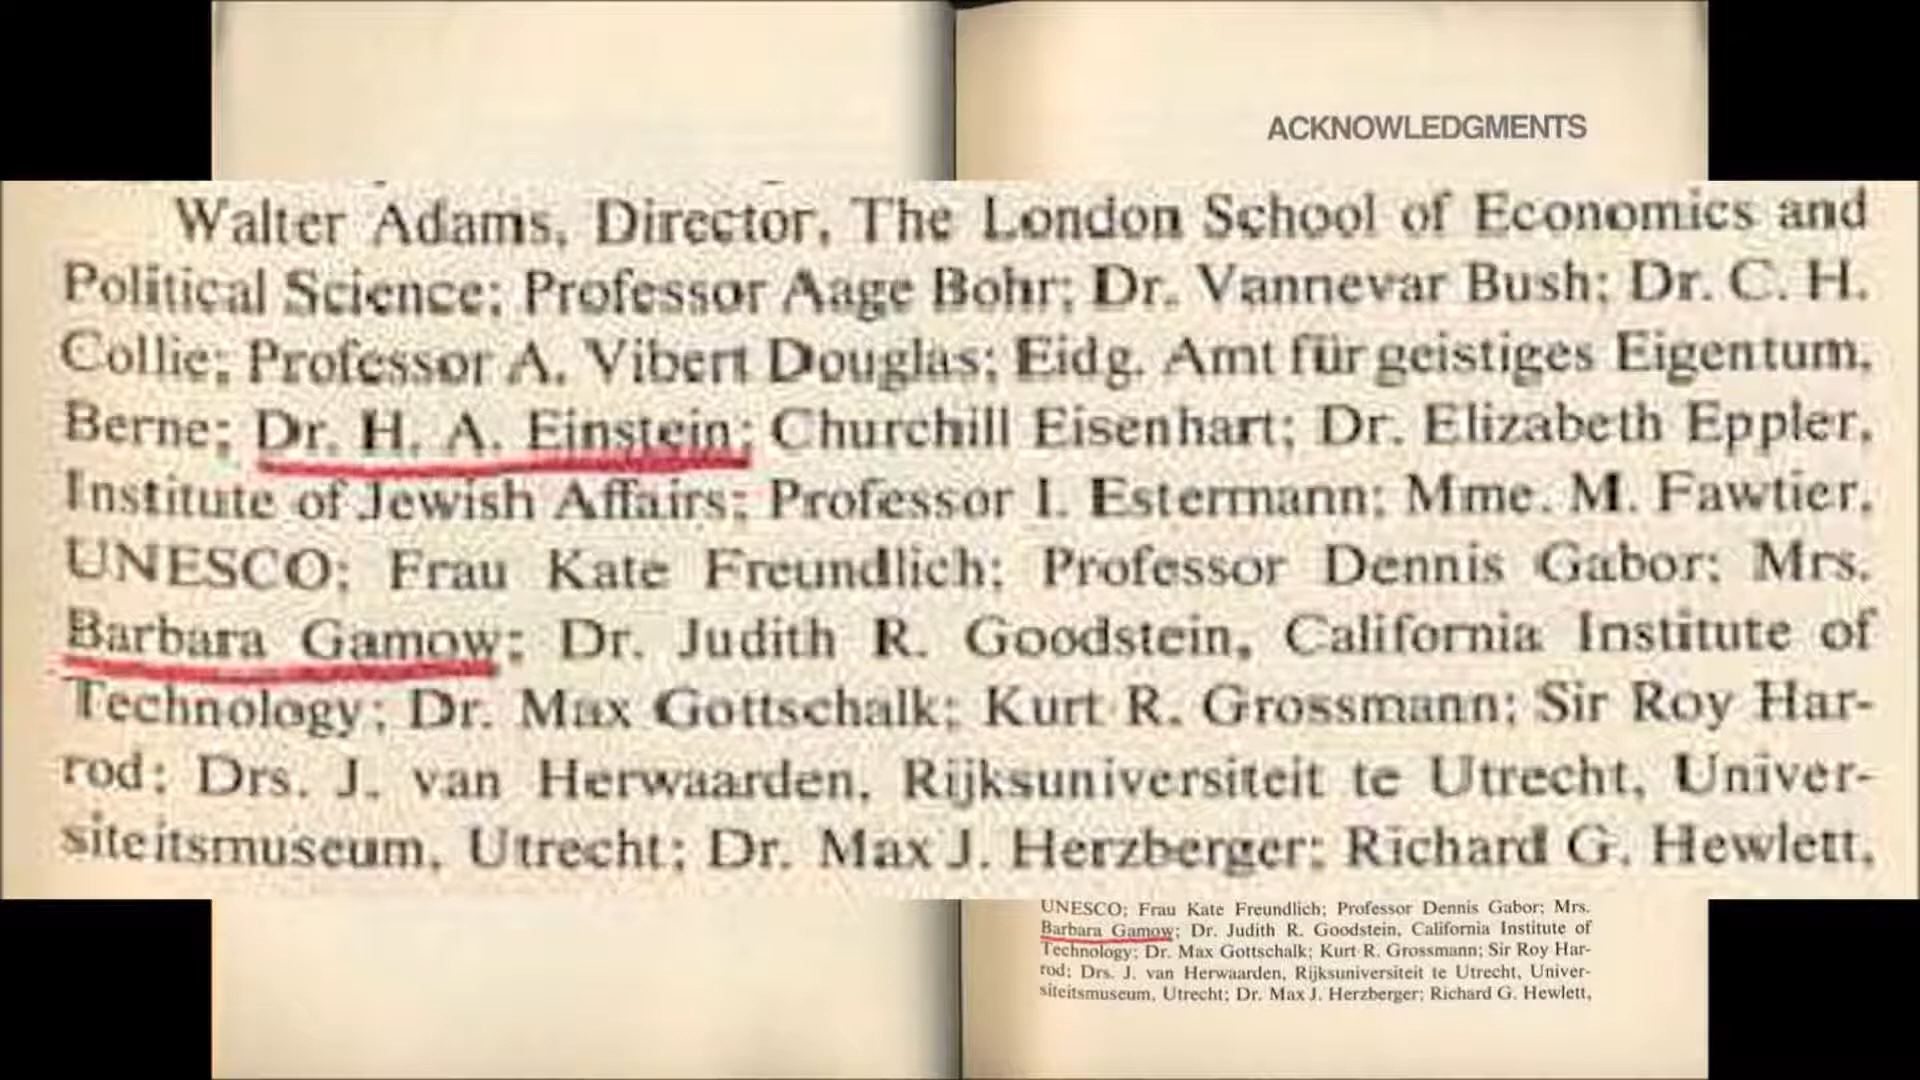 ACKNOWLEDGMENTS
Walter Adams, Director, The London School of Economics and
Political Science; Professor Aage Bohr; Dr. Vannevar Bush; Dr. C. H.
Collie; Professor A. Vibert Douglas; Eidg. Amt für geistiges Eigentum,
Berne; Dr. H. A. Einstein; Churchill Eisenhart; Dr. Elizabeth Eppler,
Institute of Jewish Affairs; Professor I. Estermann; Mme. M. Fawtier,
UNESCO; Frau Kate Freundlich; Professor Dennis Gabor; Mrs.
Barbara Gamow; Dr. Judith R. Goodstein, California Institute of
Technology; Dr. Max Gottschalk; Kurt R. Grossmann; Sir Roy Har-
rod; Drs. J. van Herwaarden, Rijksuniversiteit te Utrecht, Univer-
siteitsmuseum, Utrecht; Dr. Max J. Herzberger; Richard G. Hewlett,
UNESCO; Frau Kate Freundlich; Professor Dennis Gabor; Mrs.
Barbara Gamow; Dr. Judith R. Goodstein, California Institute of
Technology; Dr. Max Gottschalk; Kurt R. Grossmann; Sir Roy Har-
rod; Drs. J. van Herwaarden, Rijksuniversiteit te Utrecht, Univer-
siteitsmuseum, Utrecht; Dr. Max J. Herzberger; Richard G. Hewlett,